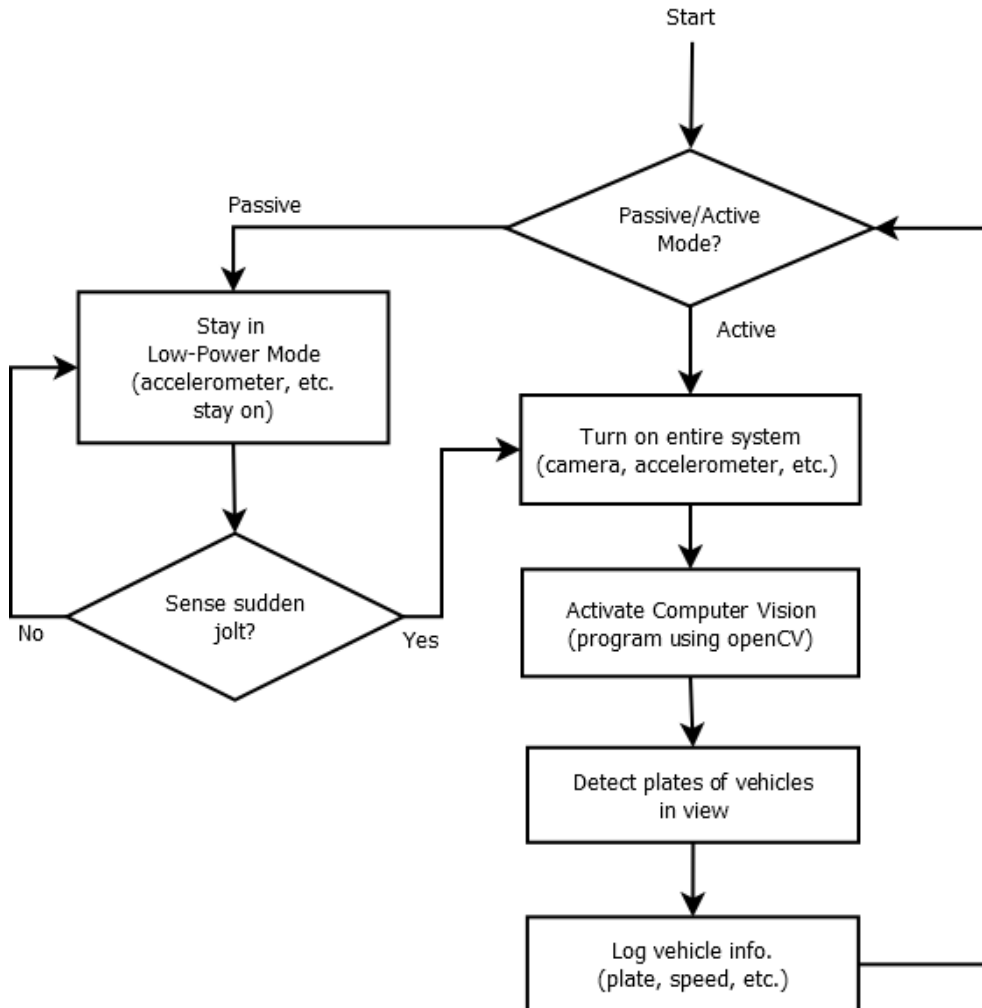 Start
Passive/Active
Mode?
Passive
Active
Stay in
Low-Power Mode
(accelerometer, etc.
stay on)
Turn on entire system
(camera, accelerometer, etc.)
Sense sudden
jolt?
No
Yes
Activate Computer Vision
(program using openCV)
Detect plates of vehicles
in view
Log vehicle info.
(plate, speed, etc.)